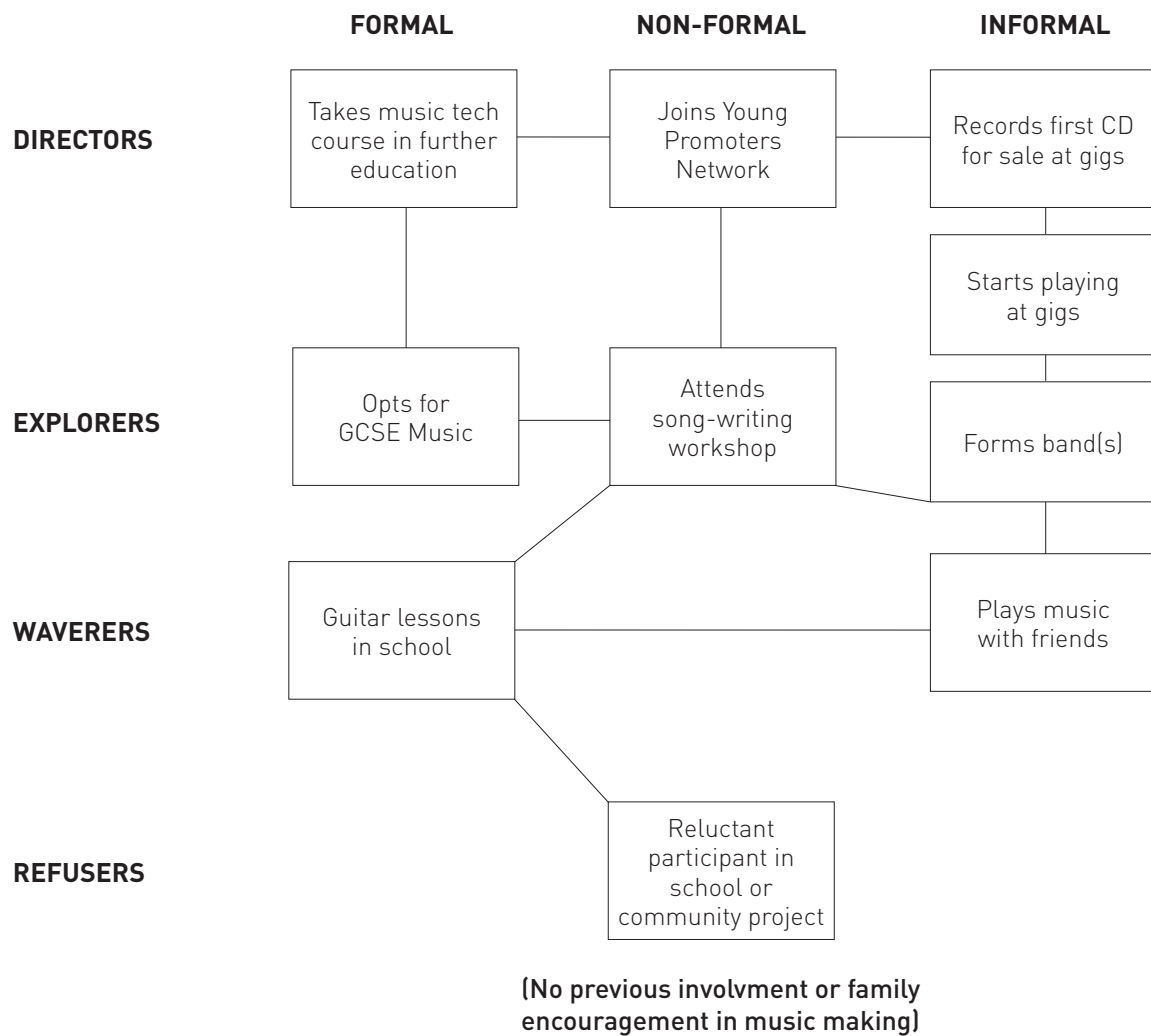 FORMAL
NON-FORMAL
INFORMAL
DIRECTORS
Takes music tech
course in further
education
Joins Young
Promoters
Network
Records first CD
for sale at gigs
Starts playing
at gigs
EXPLORERS
Opts for
GCSE Music
Attends
song-writing
workshop
Forms band(s)
WAVERERS
Guitar lessons
in school
Plays music
with friends
REFUSERS
Reluctant
participant in
school or
community project
(No previous involvment or family
encouragement in music making)